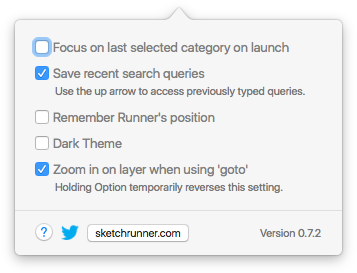 Focus on last selected category on launch
Save recent search queries
Use the up arrow to access previously typed queries.
Remember Runner's position
Dark Theme
Zoom in on layer when using 'goto'
Holding Option temporarily reverses this setting.
? sketchrunner.com Version 0.7.2